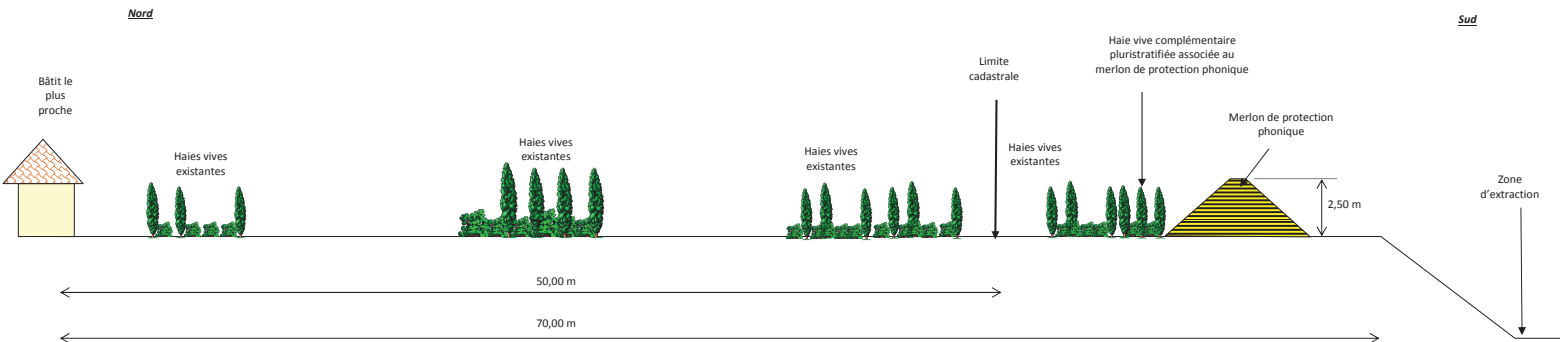 Nord
Sud
Bâtit le
plus
proche
Haies vives
existantes
Haies vives
existantes
Haies vives
existantes
Limite
cadastrale
Haies vives
existantes
Haie vive complémentaire
pluristratifiée associée au
merlon de protection phonique
Merlon de protection
phonique
2,50 m
Zone
d'extraction
50,00 m
70,00 m